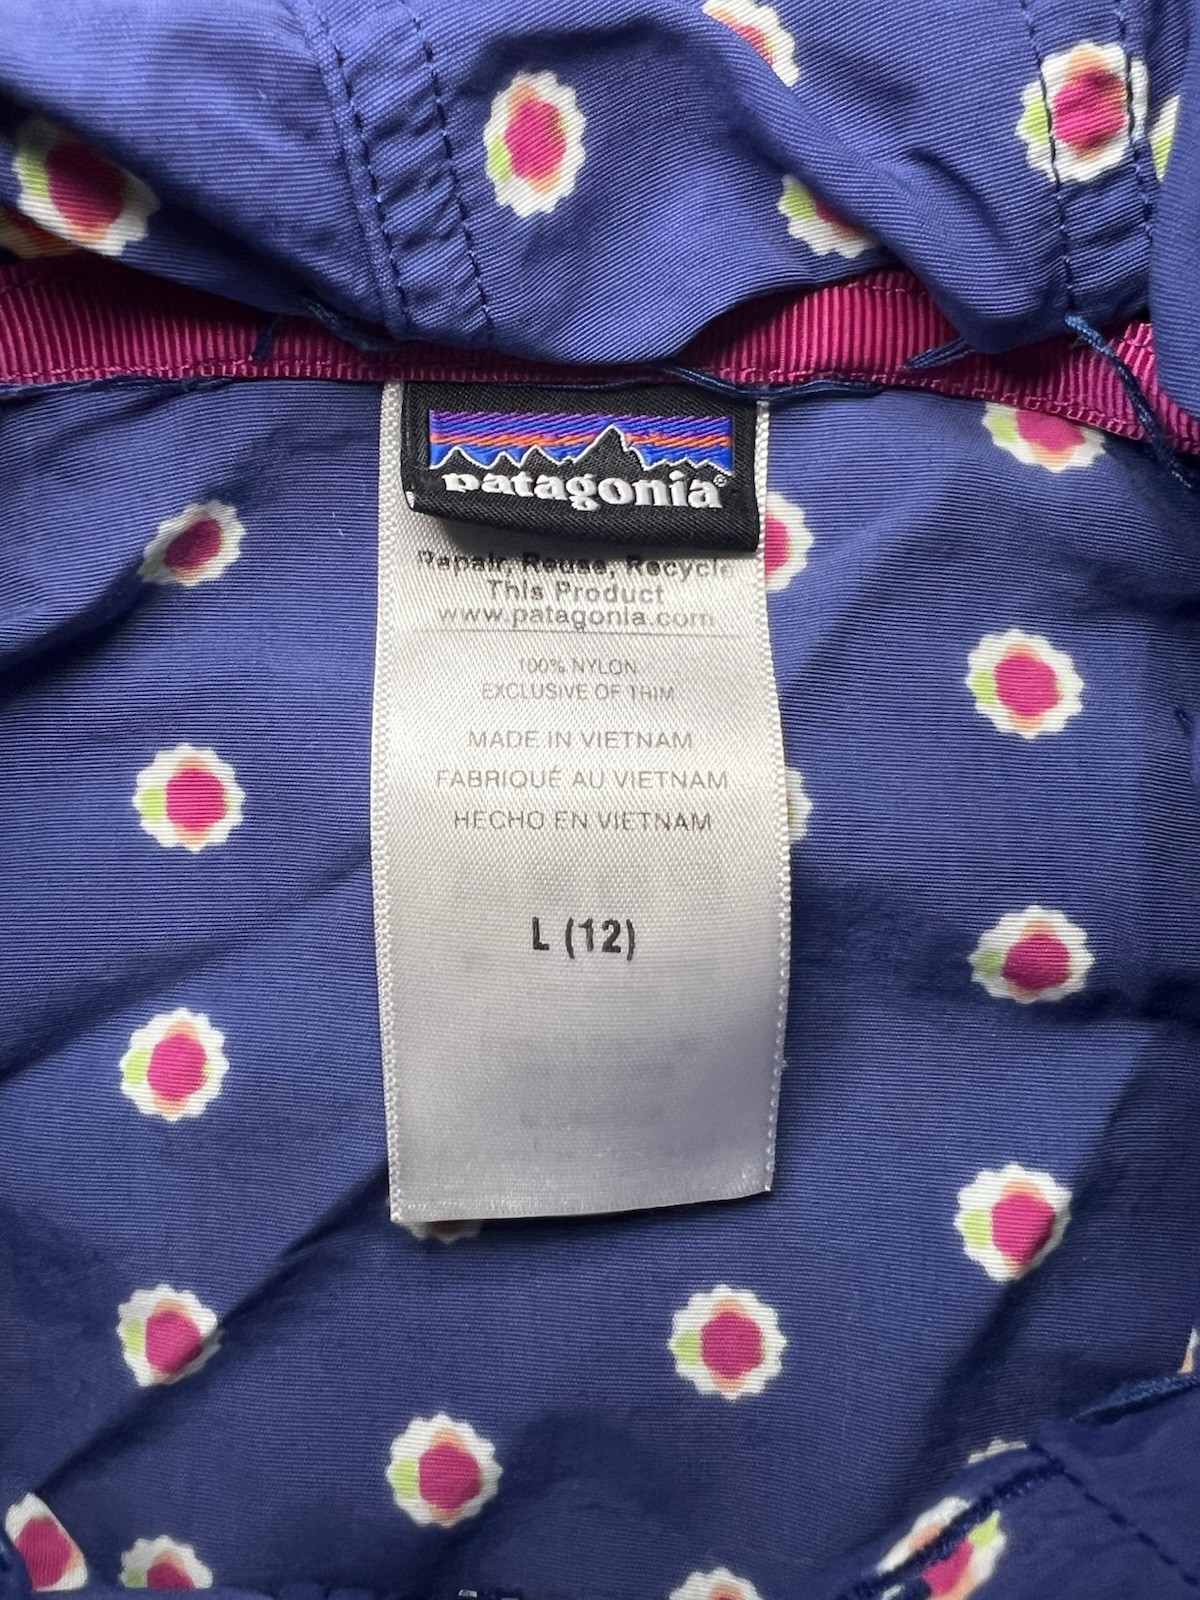 patagonia®
Repair, Reuse, Recycle
This Product
www.patagonia.com
100% NYLON
EXCLUSIVE OF TRIM
MADE IN VIETNAM
FABRIQUÉ AU VIETNAM
HECHO EN VIETNAM
L (12)